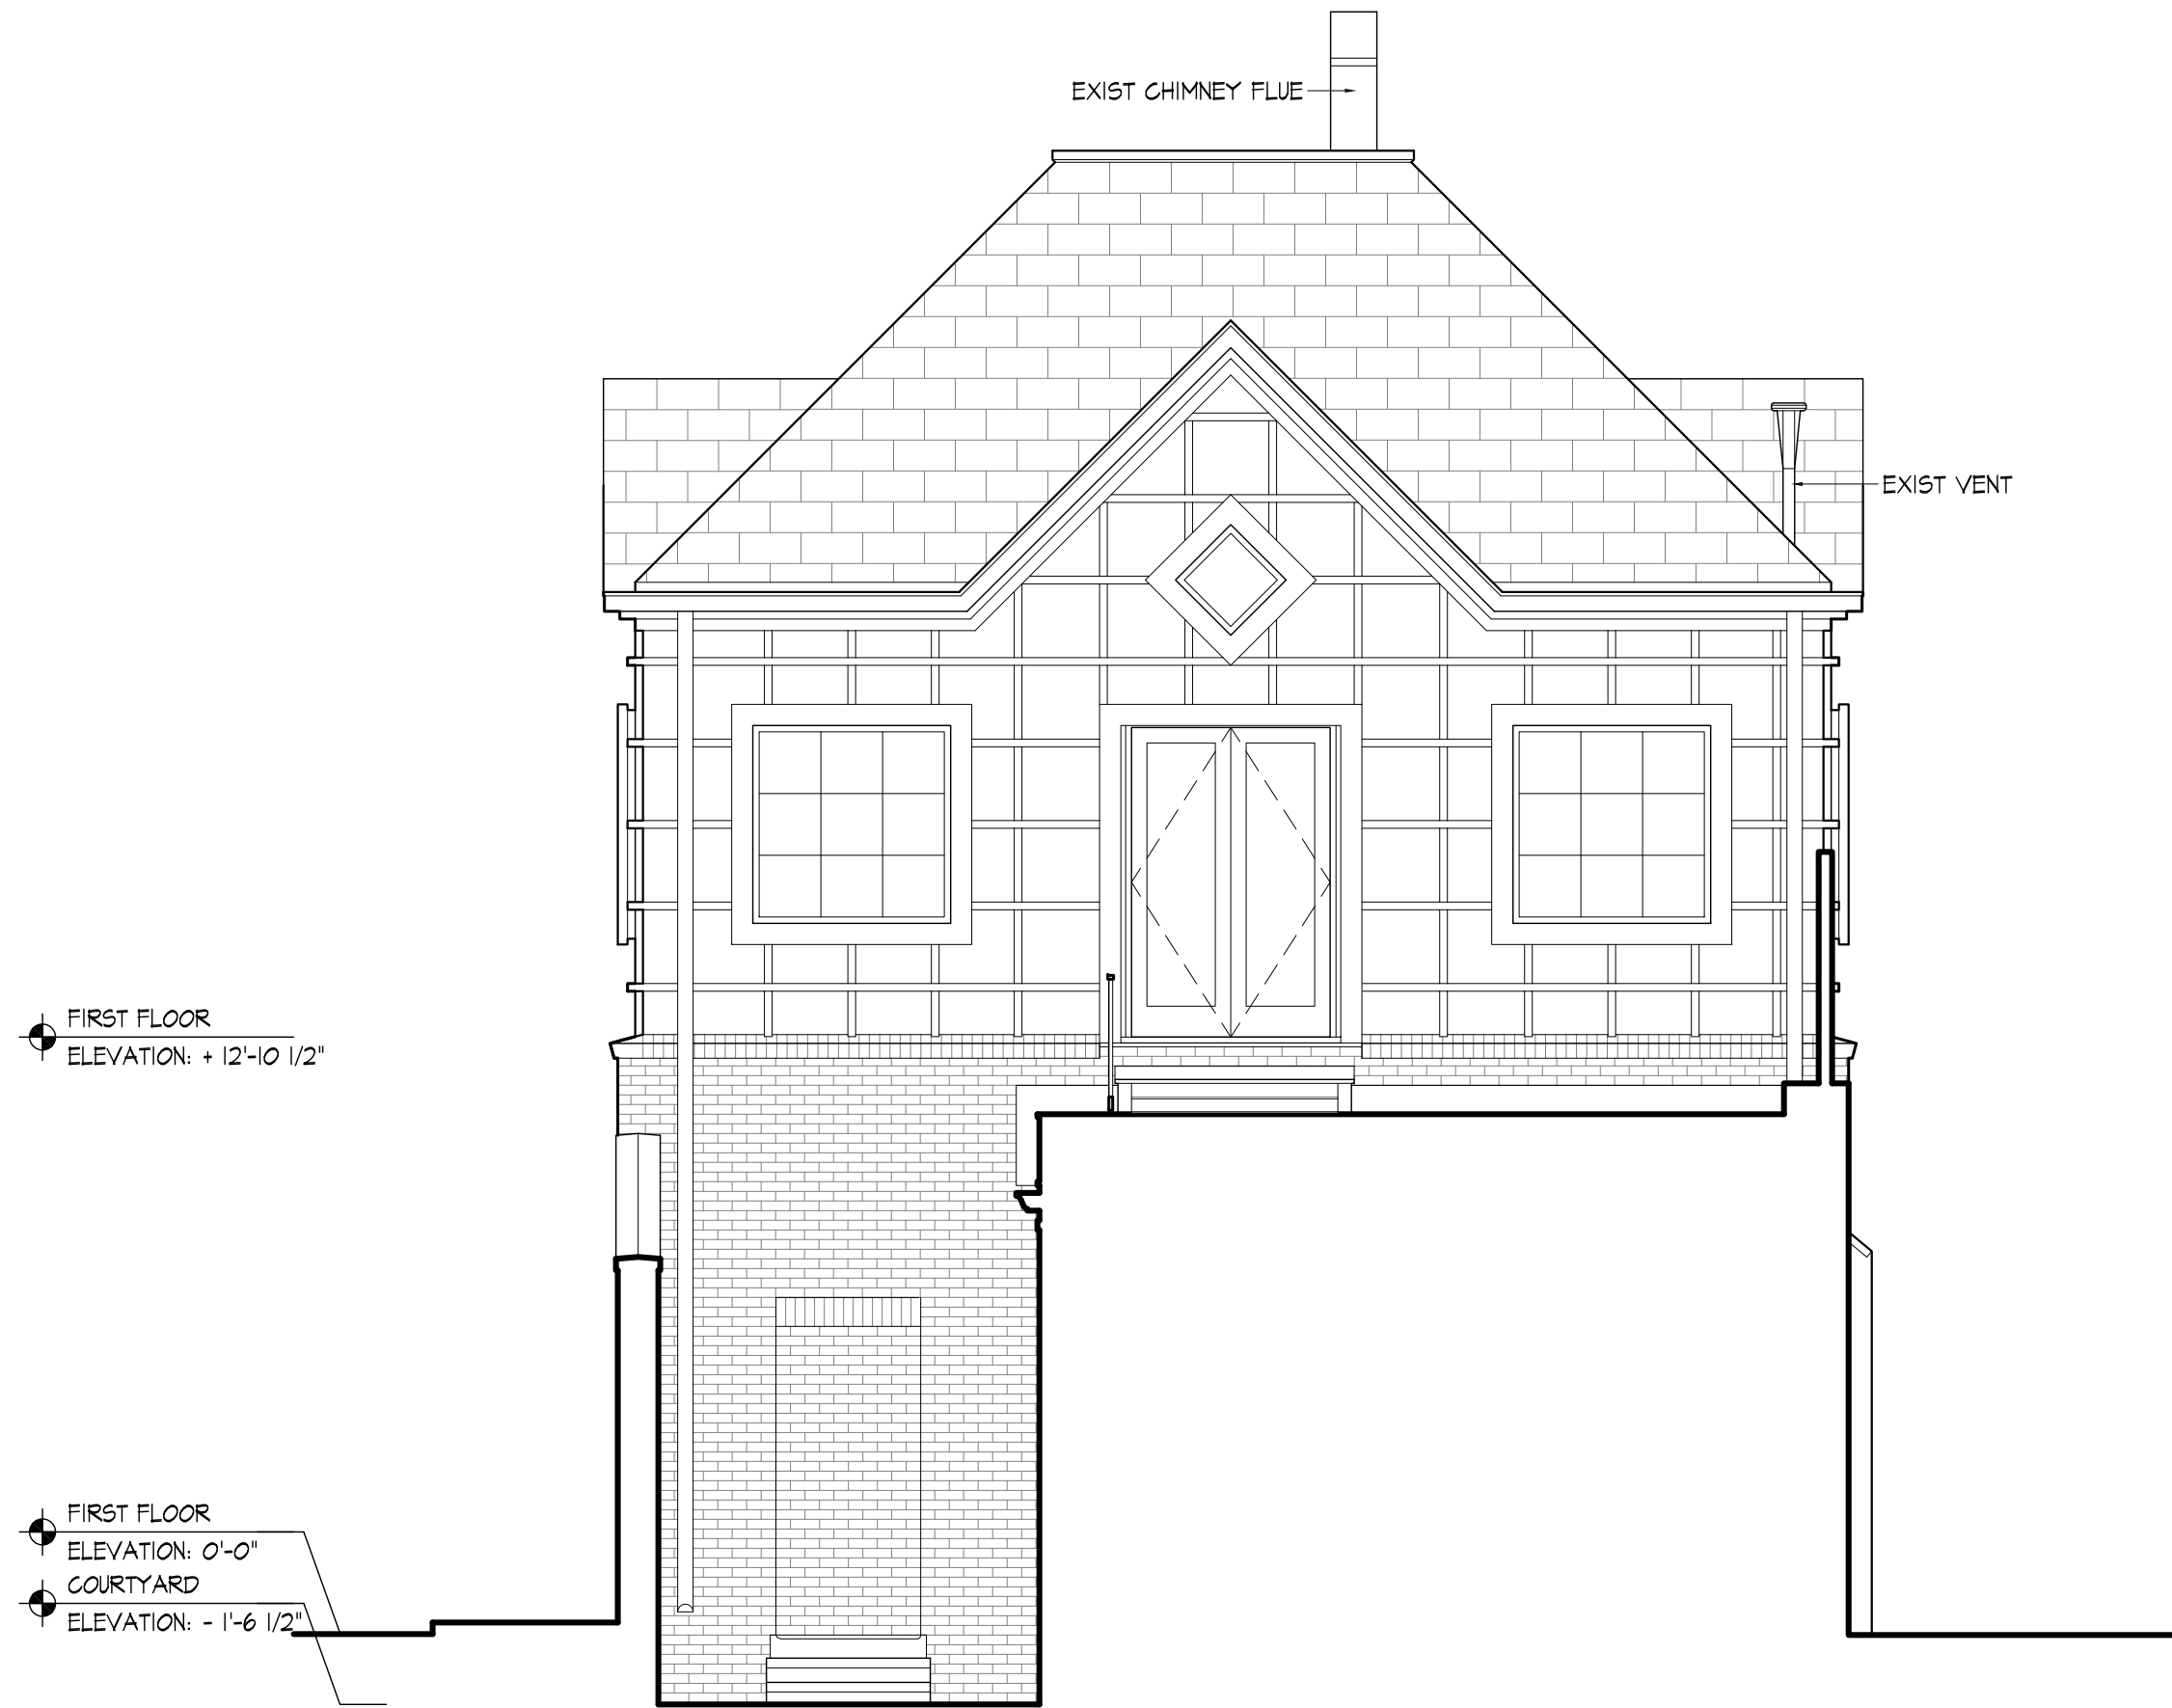 EXIST CHIMNEY FLUE
EXIST VENT
FIRST FLOOR
ELEVATION: + 12'-10 1/2"
FIRST FLOOR
ELEVATION: 0'-0"
COURTYARD
ELEVATION: - 1'-6 1/2"